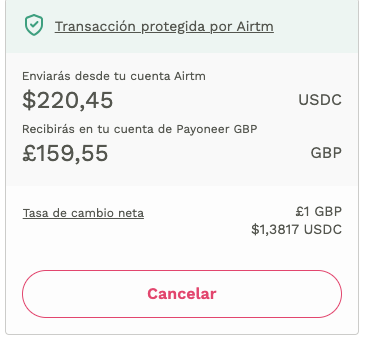 Transacción protegida por Airtm
Enviarás desde tu cuenta Airtm
$220,45 USDC
Recibirás en tu cuenta de Payoneer GBP
£159,55 GBP
Tasa de cambio neta £1 GBP
$1,3817 USDC
Cancelar